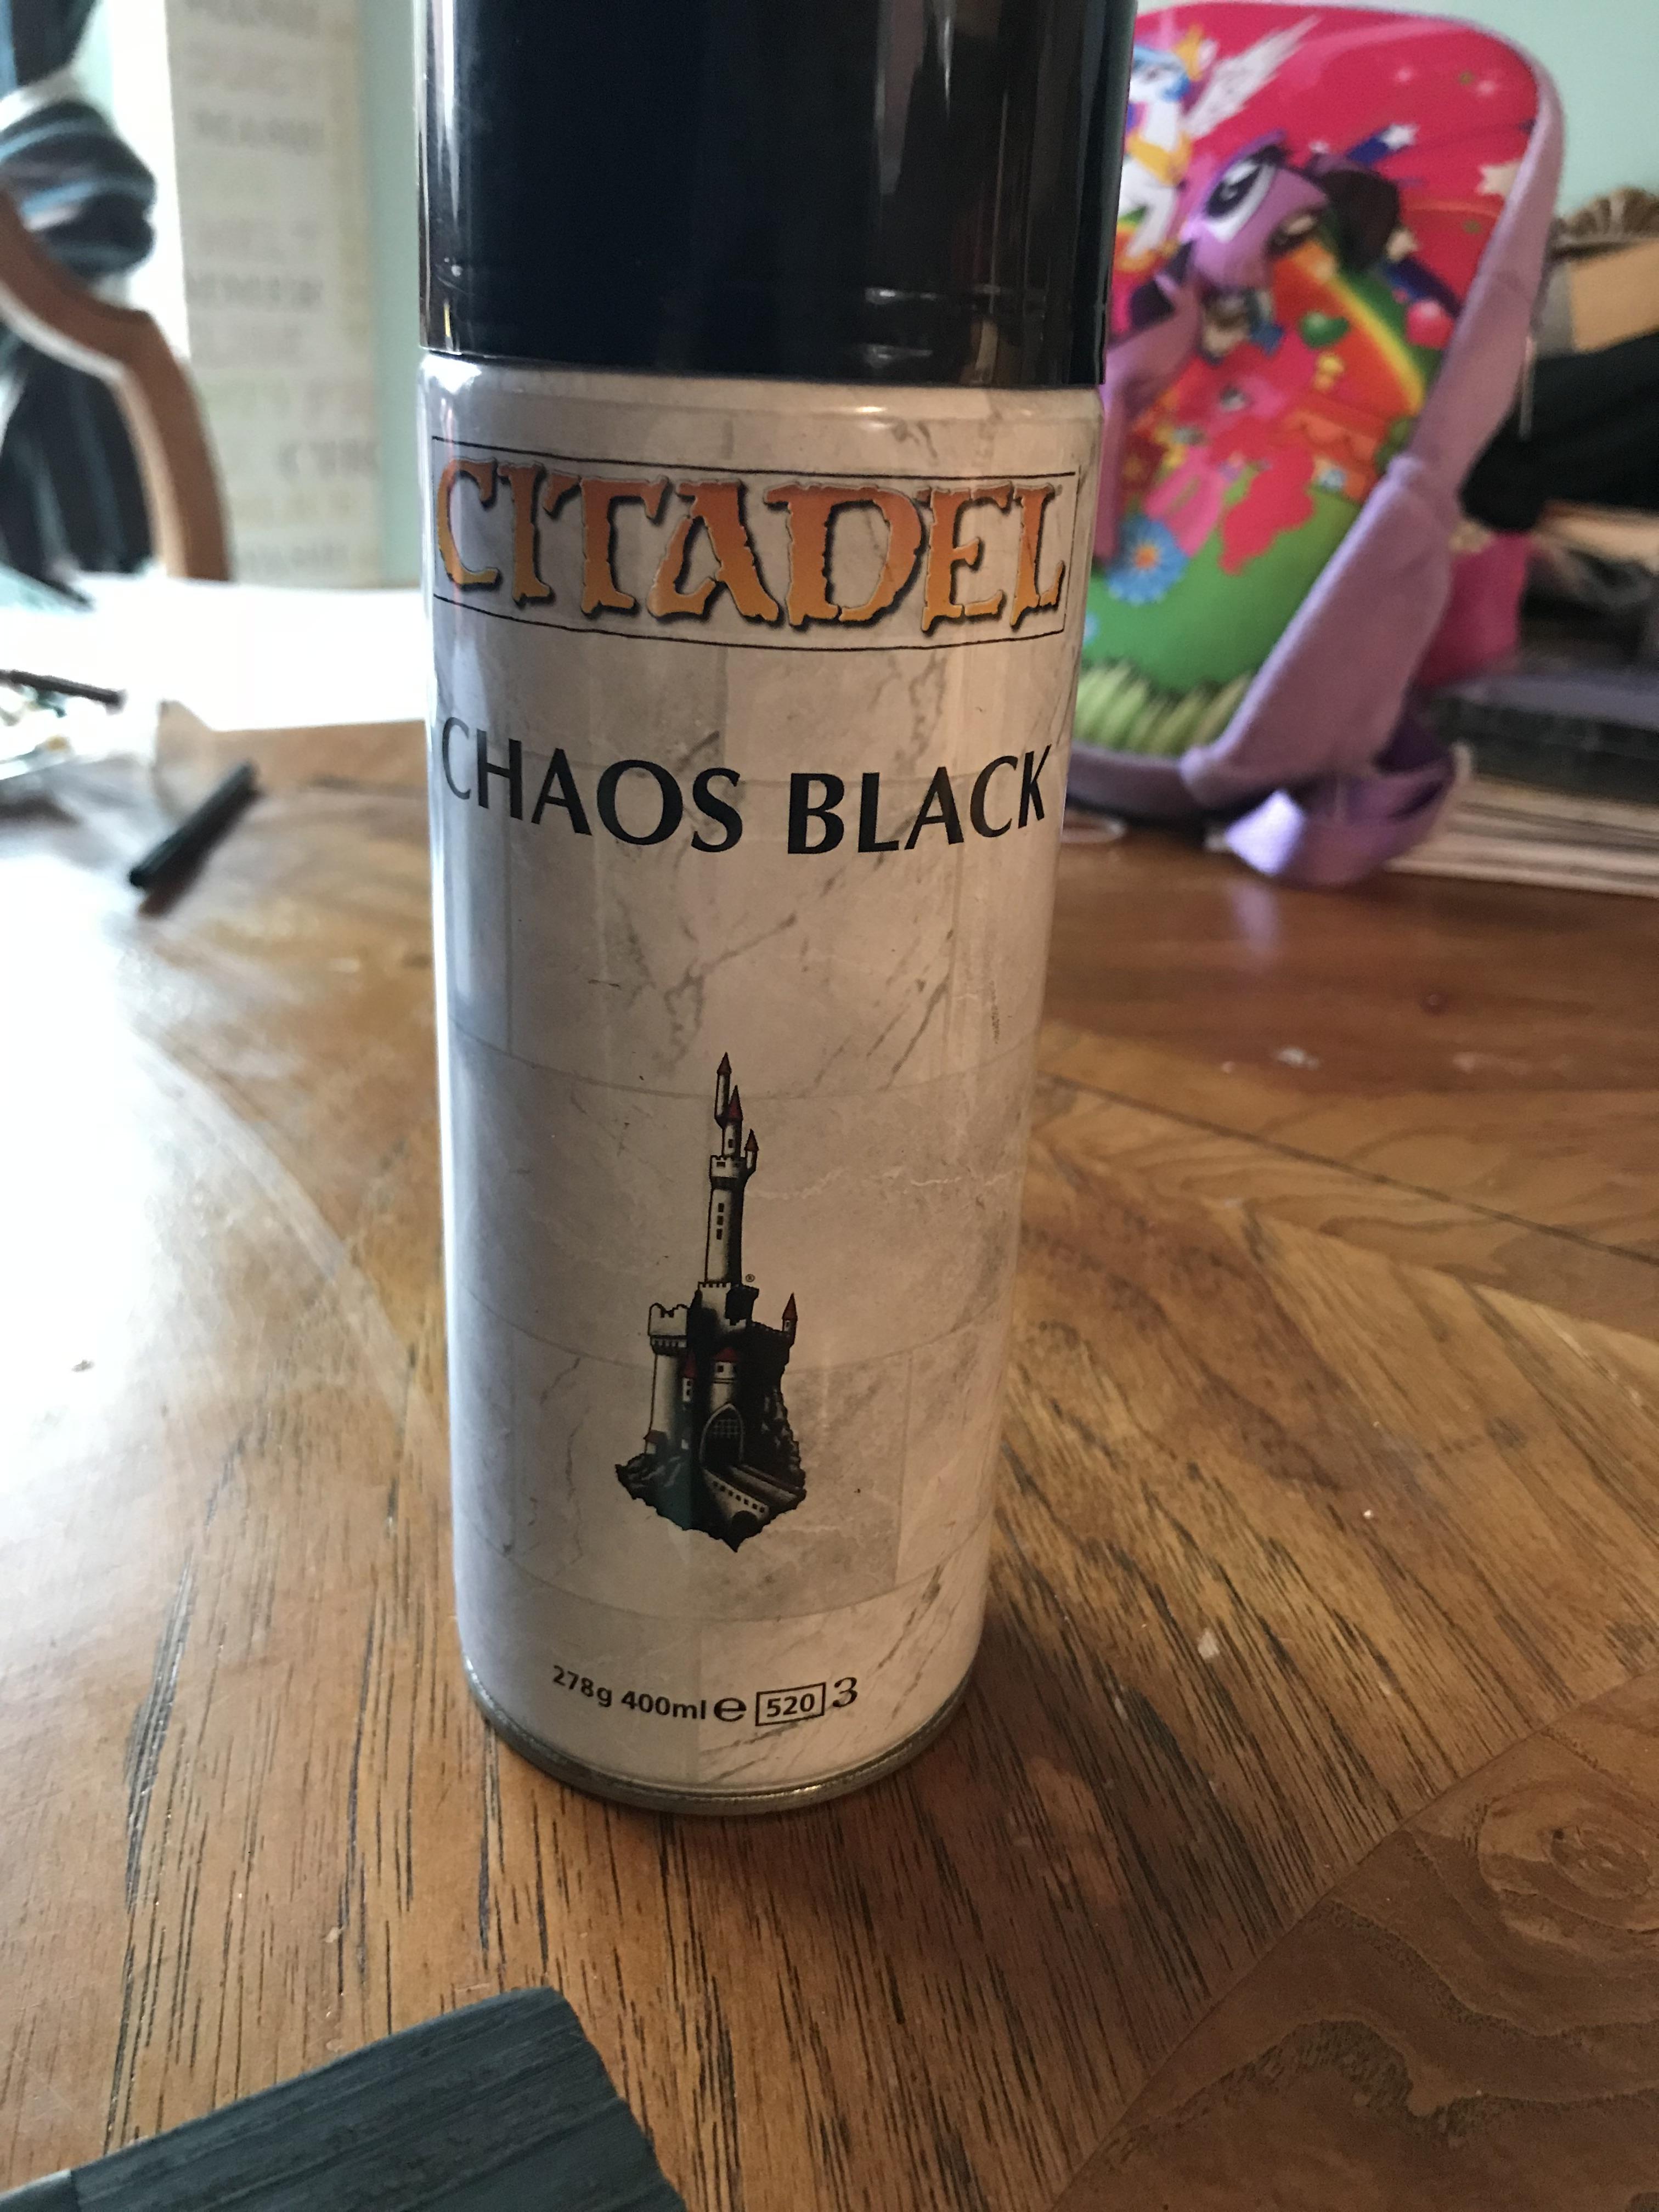 CITADEL
CHAOS BLACK
®
278g 400ml e 520 3